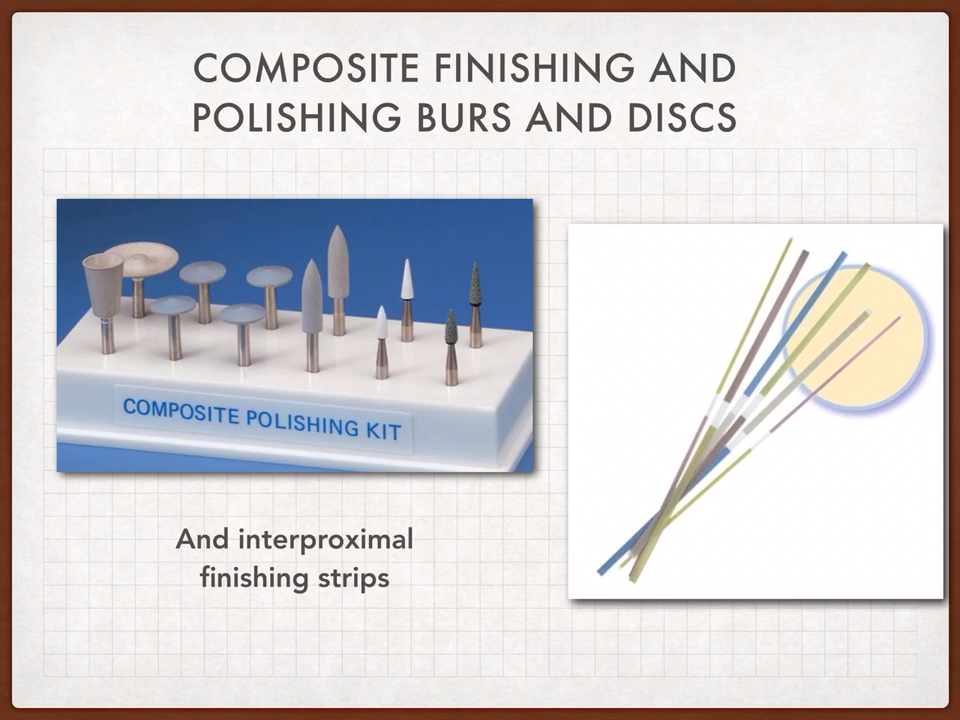 COMPOSITE FINISHING AND
POLISHING BURS AND DISCS
COMPOSITE POLISHING KIT
And interproximal
finishing strips